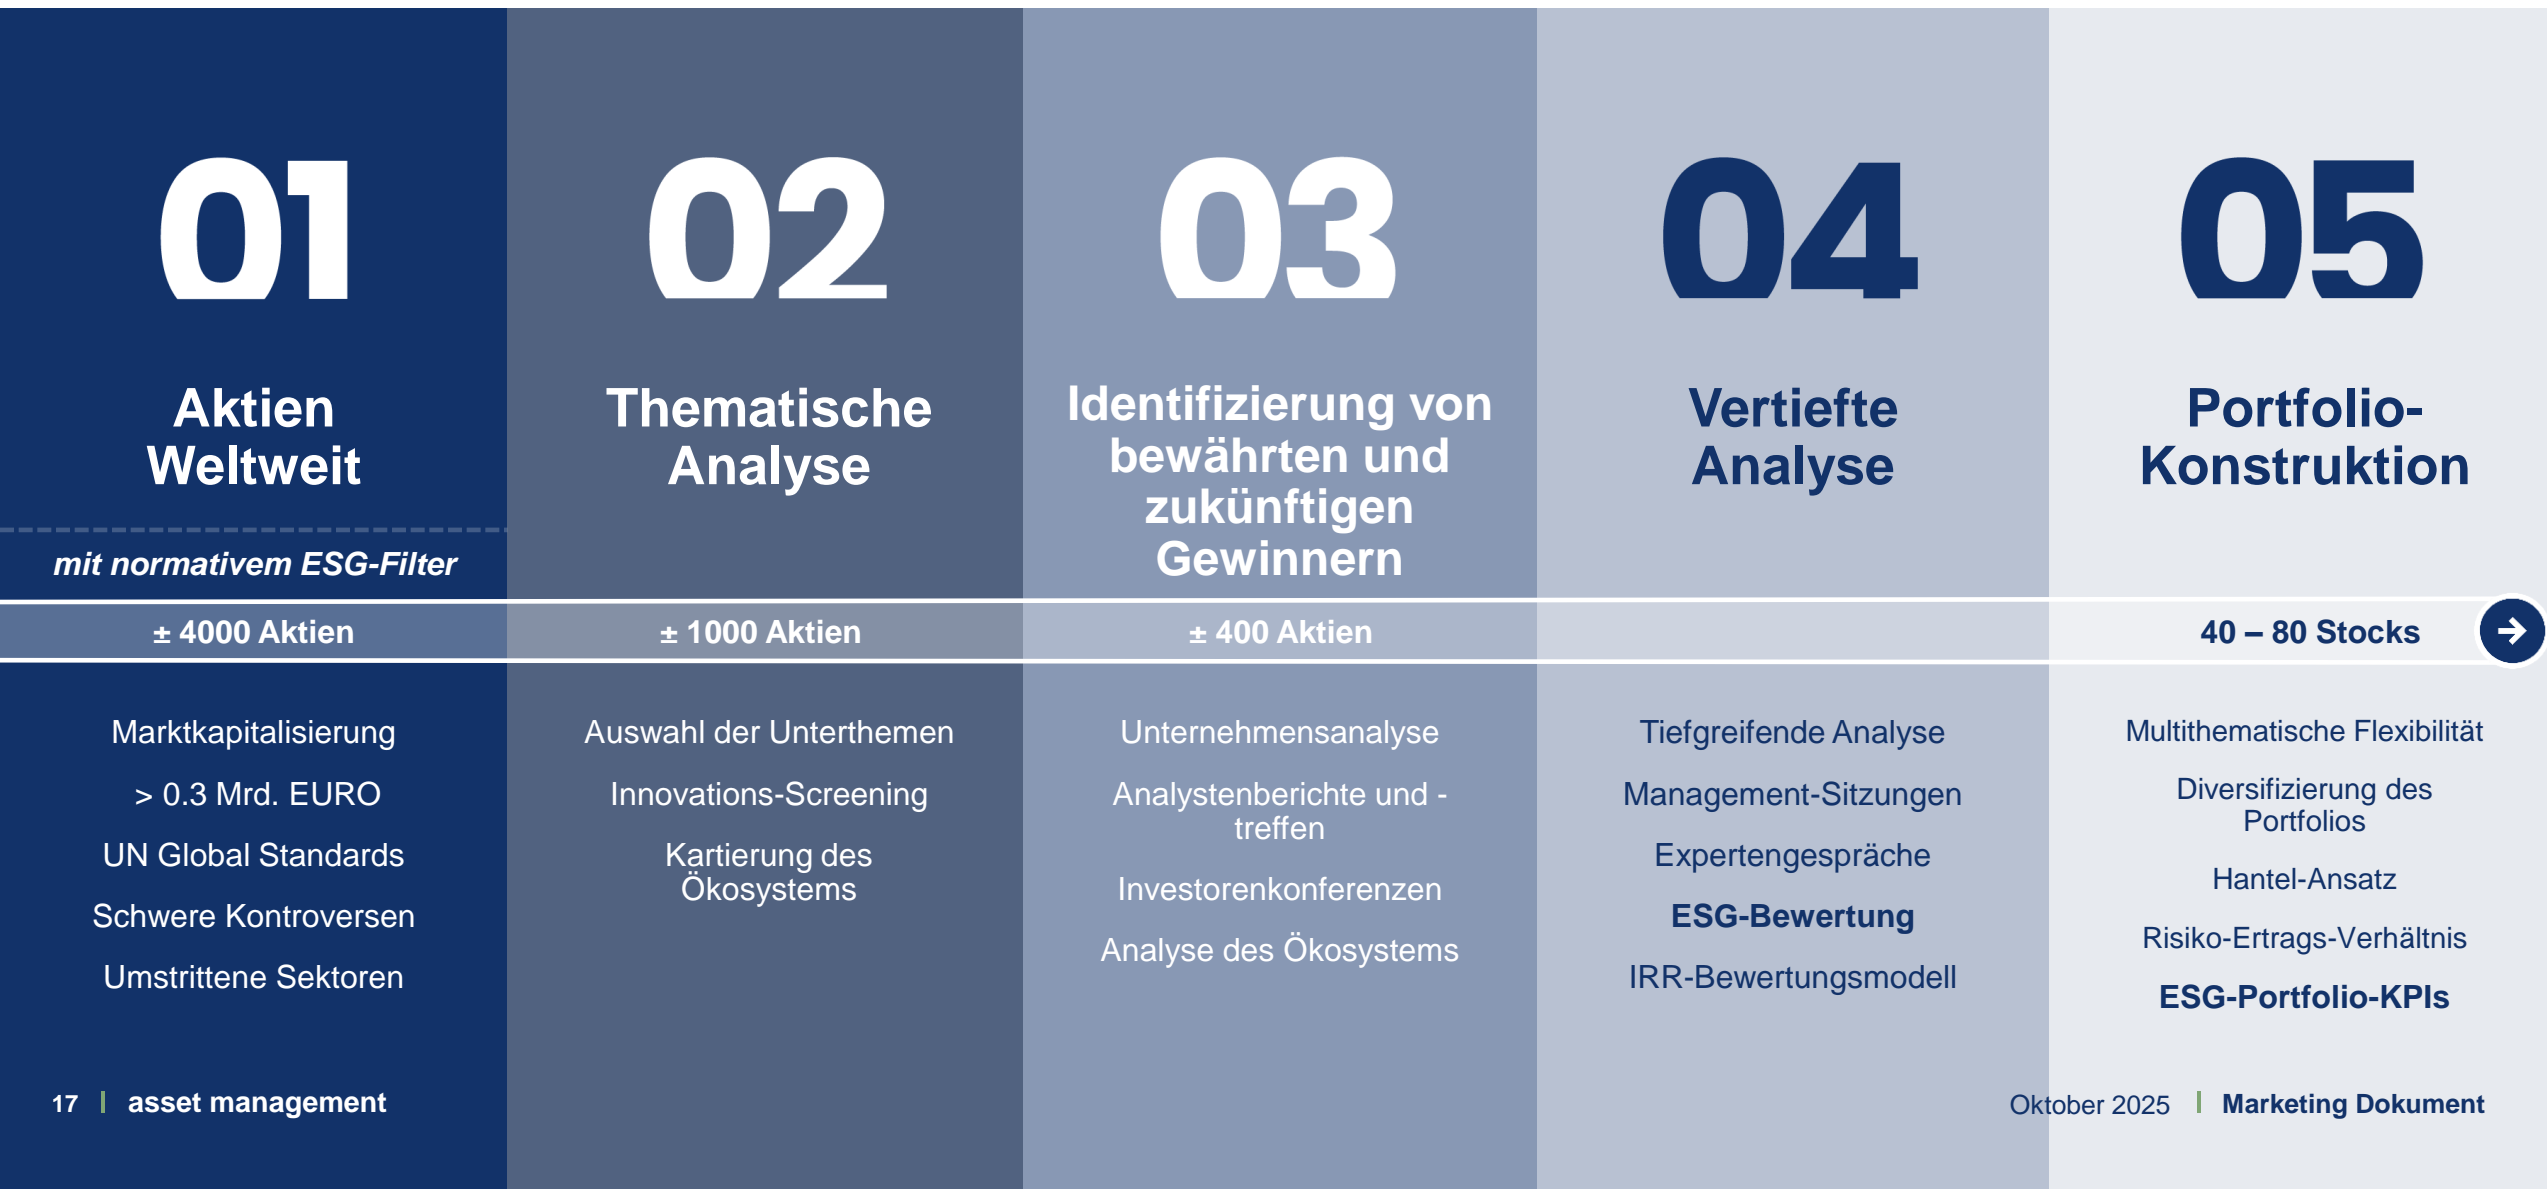 01
Aktien
Weltweit
mit normativem ESG-Filter
± 4000 Aktien
Marktkapitalisierung
> 0.3 Mrd. EURO
UN Global Standards
Schwere Kontroversen
Umstrittene Sektoren
02
Thematische
Analyse
± 1000 Aktien
Auswahl der Unterthemen
Innovations-Screening
Kartierung des
Ökosystems
03
Identifizierung von
bewährten und
zukünftigen
Gewinnern
± 400 Aktien
Unternehmensanalyse
Analystenberichte und -
treffen
Investorenkonferenzen
Analyse des Ökosystems
04
Vertiefte
Analyse
Tiefgreifende Analyse
Management-Sitzungen
Expertengespräche
ESG-Bewertung
IRR-Bewertungsmodell
05
Portfolio-
Konstruktion
40 – 80 Stocks
Multithematische Flexibilität
Diversifizierung des
Portfolios
Hantel-Ansatz
Risiko-Ertrags-Verhältnis
ESG-Portfolio-KPIs
17 | asset management
Oktober 2025 | Marketing Dokument